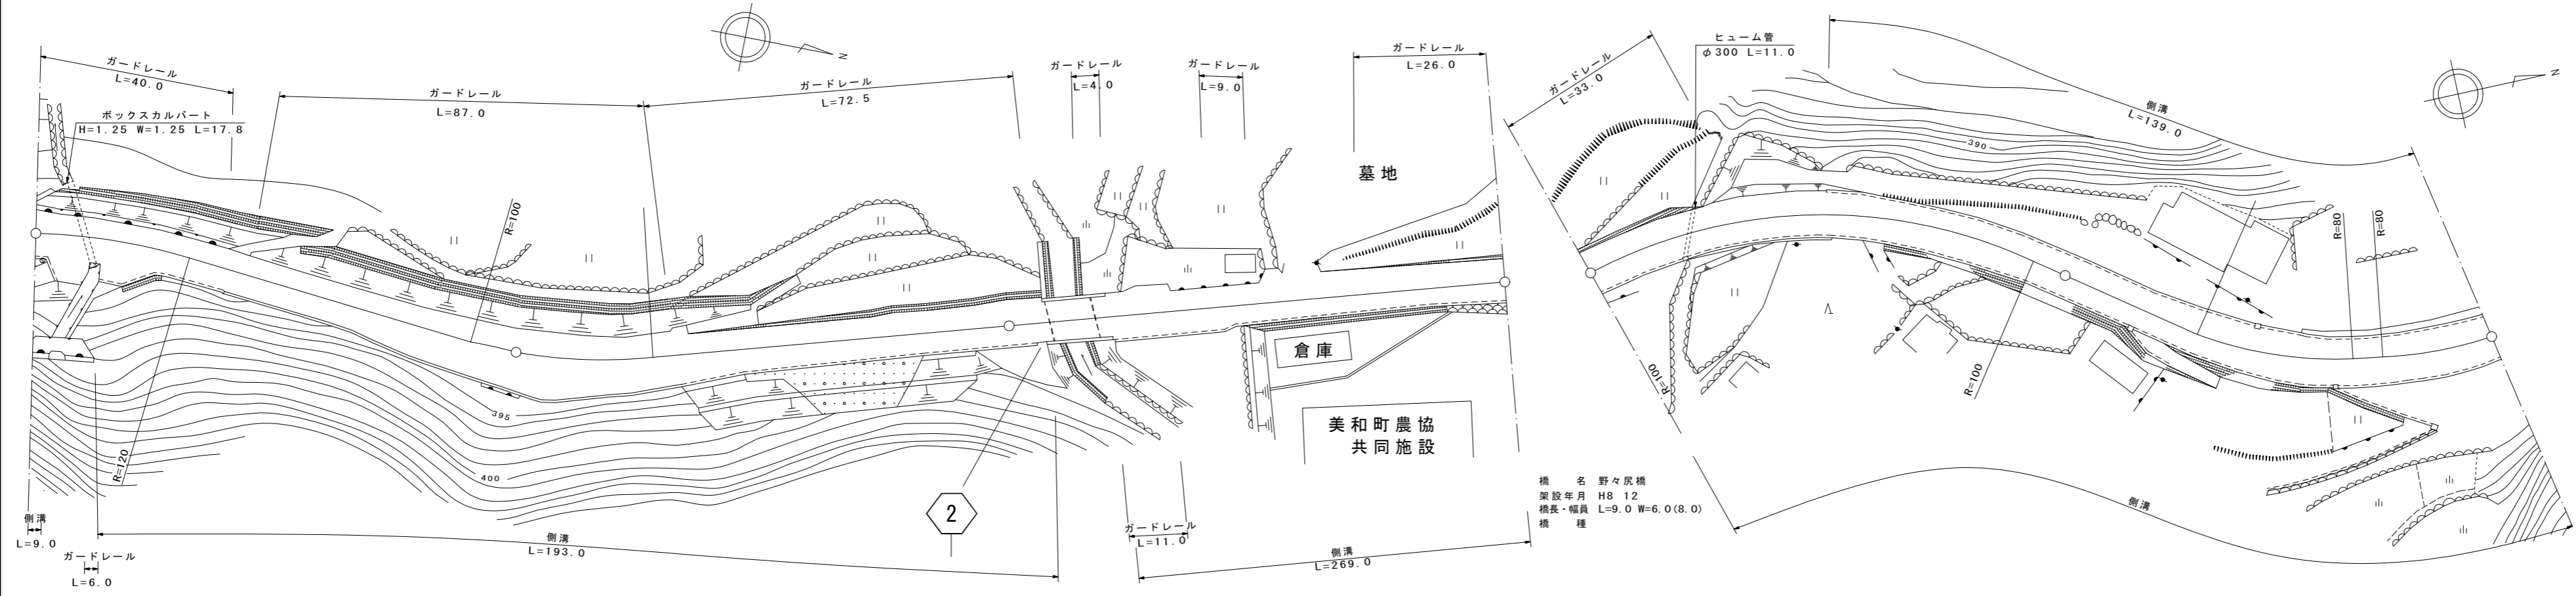 ガードレール
L=40.0
ボックスカルバート
H=1.25 W=1.25 L=17.8
ガードレール
L=87.0
ガードレール
L=72.5
N
ガードレール
L=4.0
ガードレール
L=9.0
ガードレール
L=26.0
墓地
ガードレール
L=33.0
ヒューム管
φ300 L=11.0
側溝
L=139.0
N
390
R=100
R=80
R=80
R=120
395
400
倉庫
美和町農協
共同施設
R=100
R=100
2
側溝
L=9.0
ガードレール
L=6.0
側溝
L=193.0
ガードレール
L=11.0
側溝
L=269.0
橋名 野々尻橋
架設年月 H8 12
橋長・幅員 L=9.0 W=6.0(8.0)
橋種
側溝